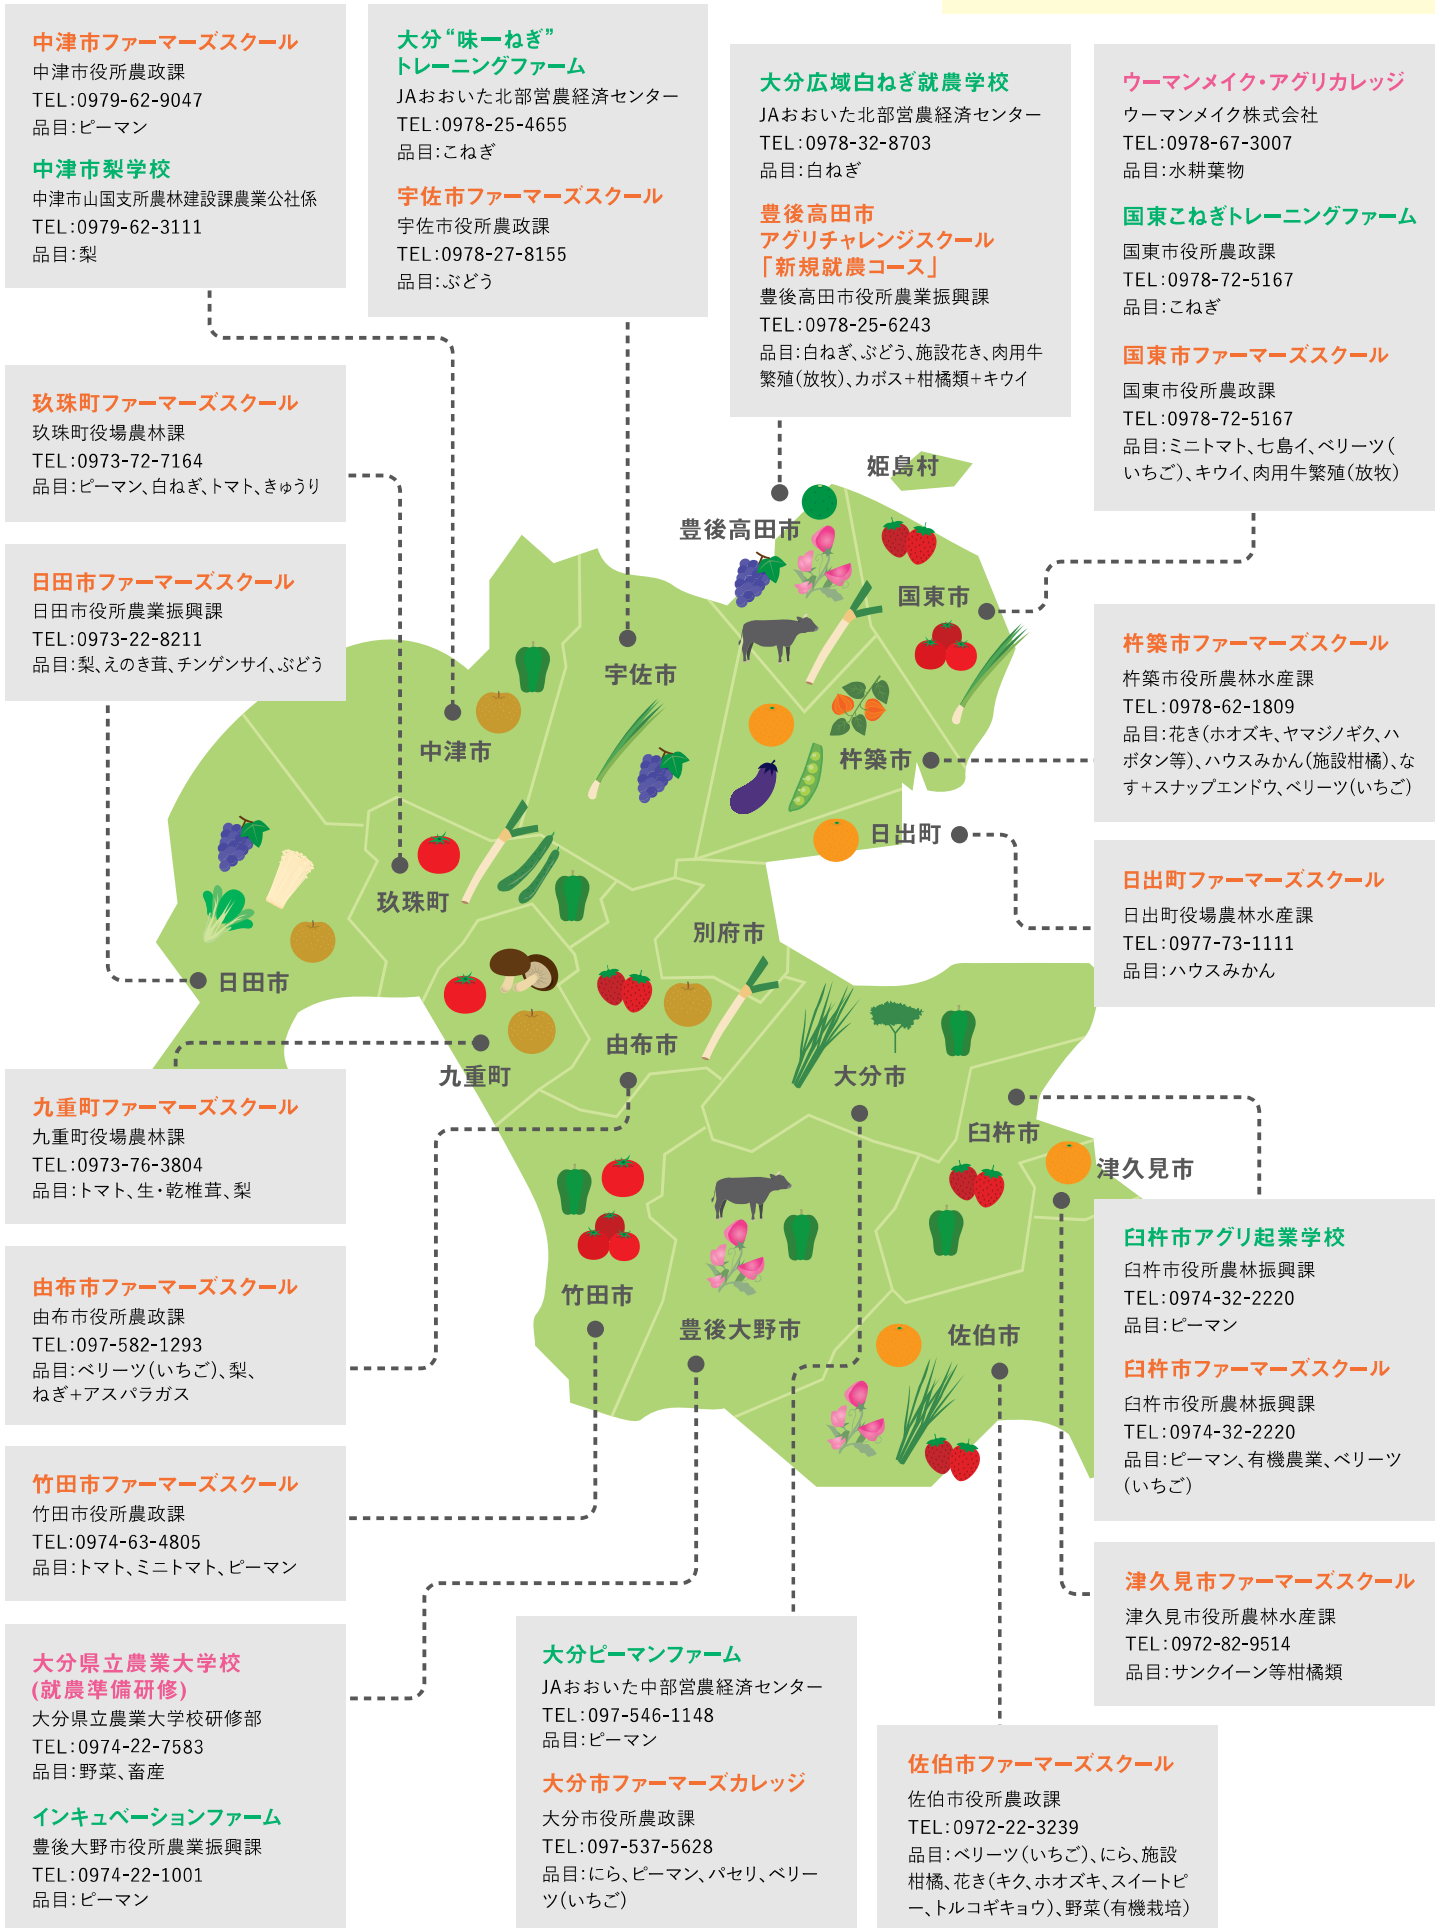 中津市ファーマーズスクール
中津市役所農政課
TEL:0979-62-9047
品目:ピーマン
中津市梨学校
中津市山国支所農林建設課農業公社係
TEL:0979-62-3111
品目:梨
大分“味一ねぎ”
トレーニングファーム
JAおおいた北部営農経済センター
TEL:0978-25-4655
品目:こねぎ
宇佐市ファーマーズスクール
宇佐市役所農政課
TEL:0978-27-8155
品目:ぶどう
大分広域白ねぎ就農学校
JAおおいた北部営農経済センター
TEL:0978-32-8703
品目:白ねぎ
豊後高田市
アグリチャレンジスクール
「新規就農コース」
豊後高田市役所農業振興課
TEL:0978-25-6243
品目:白ねぎ、ぶどう、施設花き、肉用牛
繁殖(放牧)、カボス+柑橘類+キウイ
ウーマンメイク・アグリカレッジ
ウーマンメイク株式会社
TEL:0978-67-3007
品目:水耕葉物
国東こねぎトレーニングファーム
国東市役所農政課
TEL:0978-72-5167
品目:こねぎ
国東市ファーマーズスクール
国東市役所農政課
TEL:0978-72-5167
品目:ミニトマト、七島イ、ベリーツ(
いちご)、キウイ、肉用牛繁殖(放牧)
玖珠町ファーマーズスクール
玖珠町役場農林課
TEL:0973-72-7164
品目:ピーマン、白ねぎ、トマト、きゅうり
日田市ファーマーズスクール
日田市役所農業振興課
TEL:0973-22-8211
品目:梨、えのき茸、チンゲンサイ、ぶどう
姫島村
豊後高田市
国東市
宇佐市
中津市
杵築市
日出町
玖珠町
別府市
日田市
由布市
九重町
大分市
臼杵市
津久見市
竹田市
豊後大野市
佐伯市
杵築市ファーマーズスクール
杵築市役所農林水産課
TEL:0978-62-1809
品目:花き(ホオズキ、ヤマジノギク、ハ
ボタン等)、ハウスみかん(施設柑橘)、な
す+スナップエンドウ、ベリーツ(いちご)
日出町ファーマーズスクール
日出町役場農林水産課
TEL:0977-73-1111
品目:ハウスみかん
九重町ファーマーズスクール
九重町役場農林課
TEL:0973-76-3804
品目:トマト、生・乾椎茸、梨
由布市ファーマーズスクール
由布市役所農政課
TEL:097-582-1293
品目:ベリーツ(いちご)、梨、
ねぎ+アスパラガス
竹田市ファーマーズスクール
竹田市役所農政課
TEL:0974-63-4805
品目:トマト、ミニトマト、ピーマン
大分県立農業大学校
(就農準備研修)
大分県立農業大学校研修部
TEL:0974-22-7583
品目:野菜、畜産
インキュベーションファーム
豊後大野市役所農業振興課
TEL:0974-22-1001
品目:ピーマン
臼杵市アグリ起業学校
臼杵市役所農林振興課
TEL:0974-32-2220
品目:ピーマン
臼杵市ファーマーズスクール
臼杵市役所農林振興課
TEL:0974-32-2220
品目:ピーマン、有機農業、ベリーツ
(いちご)
津久見市ファーマーズスクール
津久見市役所農林水産課
TEL:0972-82-9514
品目:サンクイーン等柑橘類
大分ピーマンファーム
JAおおいた中部営農経済センター
TEL:097-546-1148
品目:ピーマン
大分市ファーマーズカレッジ
大分市役所農政課
TEL:097-537-5628
品目:にら、ピーマン、パセリ、ベリー
ツ(いちご)
佐伯市ファーマーズスクール
佐伯市役所農政課
TEL:0972-22-3239
品目:ベリーツ(いちご)、にら、施設
柑橘、花き(キク、ホオズキ、スイートピ
ー、トルコギキョウ)、野菜(有機栽培)